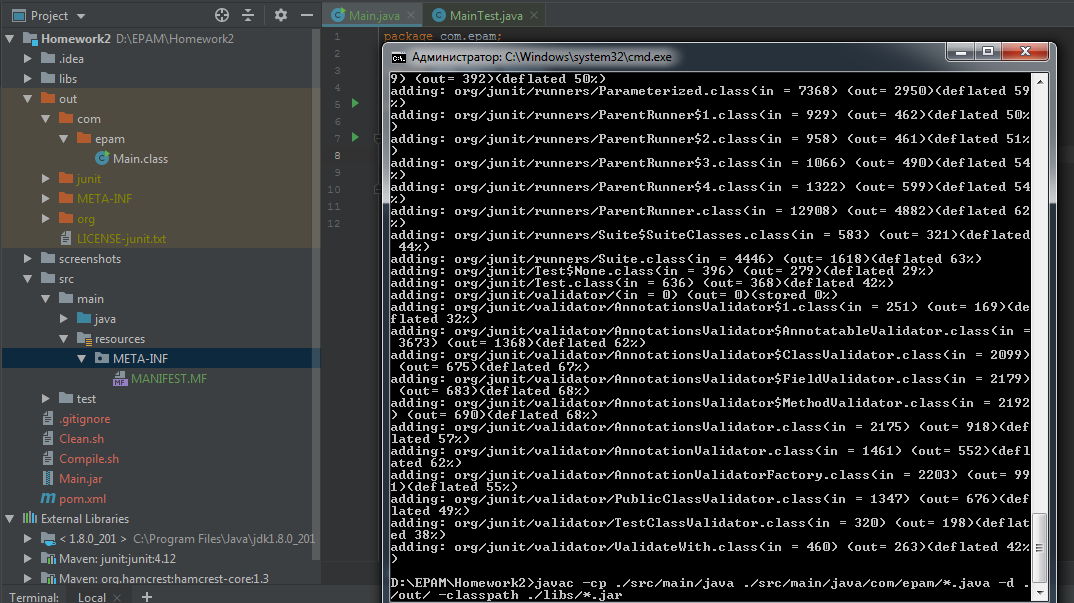 Project
Main.java
MainTest.java
Homework2 D:\EPAM\Homework2
.idea
libs
out
com
epam
Main.class
junit
META-INF
org
LICENSE-junit.txt
screenshots
src
main
java
resources
META-INF
MANIFEST.MF
test
.gitignore
Clean.sh
Compile.sh
Main.jar
pom.xml
External Libraries
< 1.8.0_201 > C:\Program Files\Java\jdk1.8.0_201
Maven: junit:junit:4.12
Maven: org.hamcrest:hamcrest-core:1.3
Terminal: Local × +
1 package com.epam;
2
3
4
5
6
7
8
9
10
11
12
Администратор: C:\Windows\system32\cmd.exe
9) (out= 392)(deflated 50%)
adding: org/junit/runners/Parameterized.class(in = 7368) (out= 2950)(deflated 59
%)
adding: org/junit/runners/ParentRunner$1.class(in = 929) (out= 462)(deflated 50%
)
adding: org/junit/runners/ParentRunner$2.class(in = 958) (out= 461)(deflated 51%
)
adding: org/junit/runners/ParentRunner$3.class(in = 1066) (out= 490)(deflated 54
%)
adding: org/junit/runners/ParentRunner$4.class(in = 1322) (out= 599)(deflated 54
%)
adding: org/junit/runners/ParentRunner.class(in = 12908) (out= 4882)(deflated 62
%)
adding: org/junit/runners/Suite$SuiteClasses.class(in = 583) (out= 321)(deflated
44%)
adding: org/junit/runners/Suite.class(in = 4446) (out= 1618)(deflated 63%)
adding: org/junit/Test$None.class(in = 396) (out= 279)(deflated 29%)
adding: org/junit/Test.class(in = 636) (out= 368)(deflated 42%)
adding: org/junit/validator/(in = 0) (out= 0)(stored 0%)
adding: org/junit/validator/AnnotationsValidator$1.class(in = 251) (out= 169)(de
flated 32%)
adding: org/junit/validator/AnnotationsValidator$AnnotatableValidator.class(in =
3673) (out= 1368)(deflated 62%)
adding: org/junit/validator/AnnotationsValidator$ClassValidator.class(in = 2099)
(out= 675)(deflated 67%)
adding: org/junit/validator/AnnotationsValidator$FieldValidator.class(in = 2179)
(out= 683)(deflated 68%)
adding: org/junit/validator/AnnotationsValidator$MethodValidator.class(in = 2192
) (out= 690)(deflated 68%)
adding: org/junit/validator/AnnotationsValidator.class(in = 2175) (out= 918)(def
lated 57%)
adding: org/junit/validator/AnnotationValidator.class(in = 1461) (out= 552)(defl
ated 62%)
adding: org/junit/validator/AnnotationValidatorFactory.class(in = 2203) (out= 99
1)(deflated 55%)
adding: org/junit/validator/PublicClassValidator.class(in = 1347) (out= 676)(def
lated 49%)
adding: org/junit/validator/TestClassValidator.class(in = 320) (out= 198)(deflat
ed 38%)
adding: org/junit/validator/ValidateWith.class(in = 460) (out= 263)(deflated 42%
)
D:\EPAM\Homework2>javac -cp ./src/main/java ./src/main/java/com/epam/*.java -d .
/out/ -classpath ./libs/*.jar